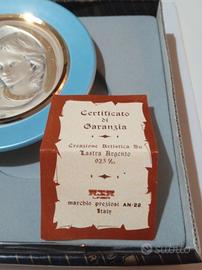 Certificato
di
Garanzia
Creazione Artistica Su
Lastra Argento
925 ‰
marchio preziosi AN-22
Italy
subito